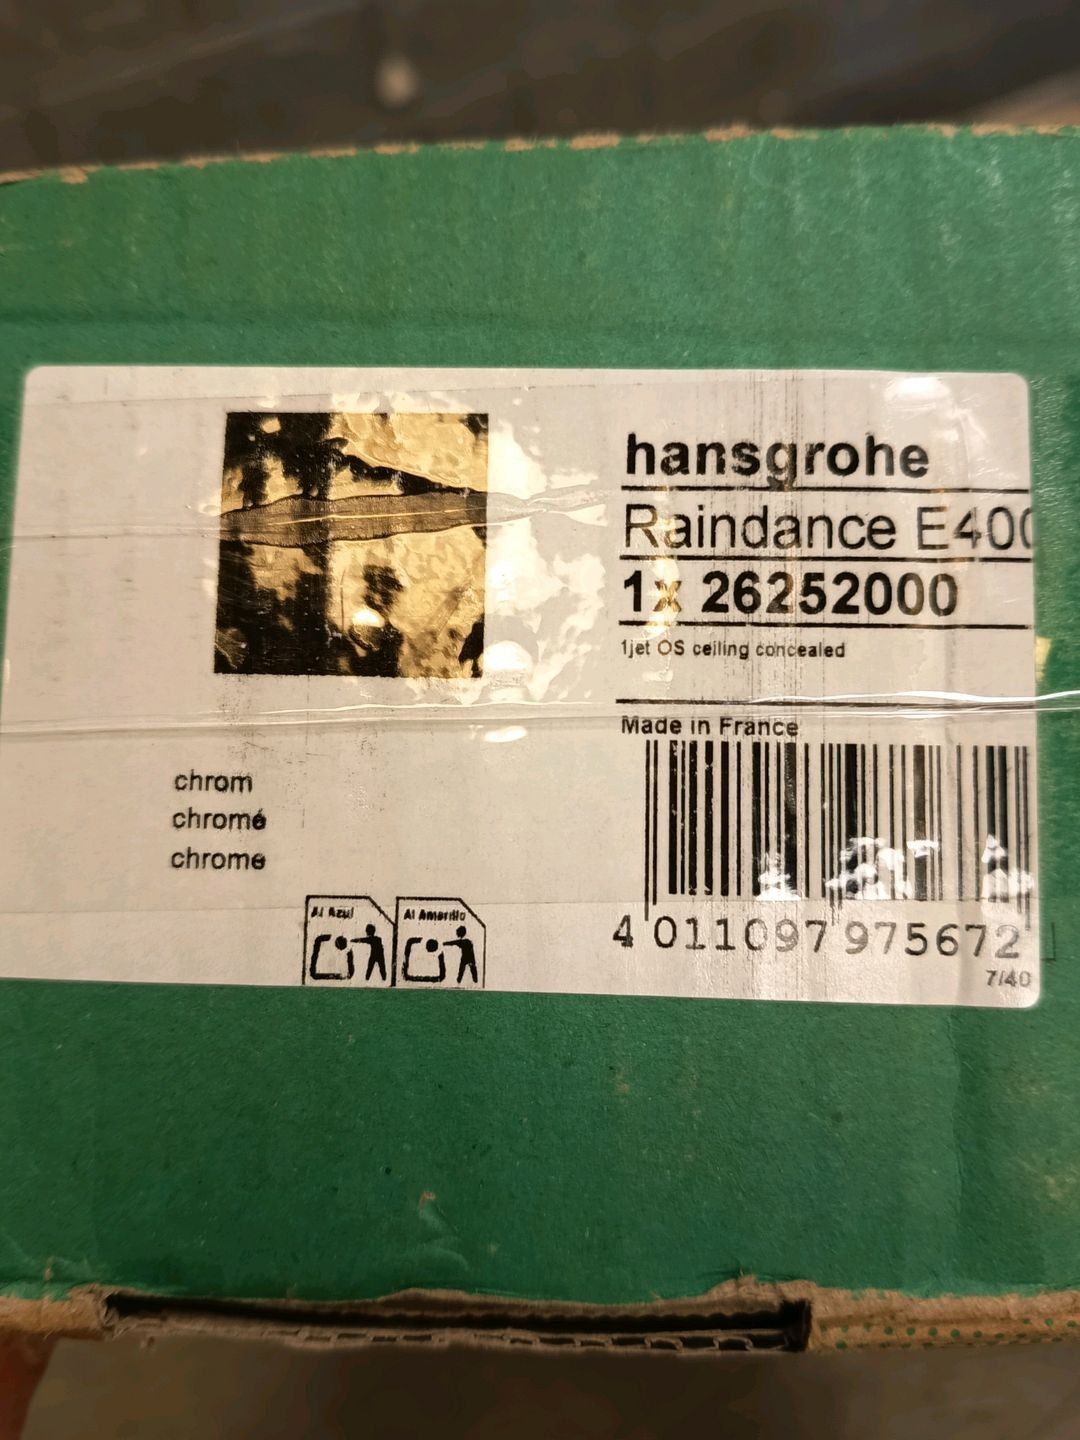 hansgrohe
Raindance E400
1x 26252000
1jet OS ceiling concealed
Made in France
chrom
chromé
chrome
Al Azul
Al Amarillo
4 011097 975672
7/40